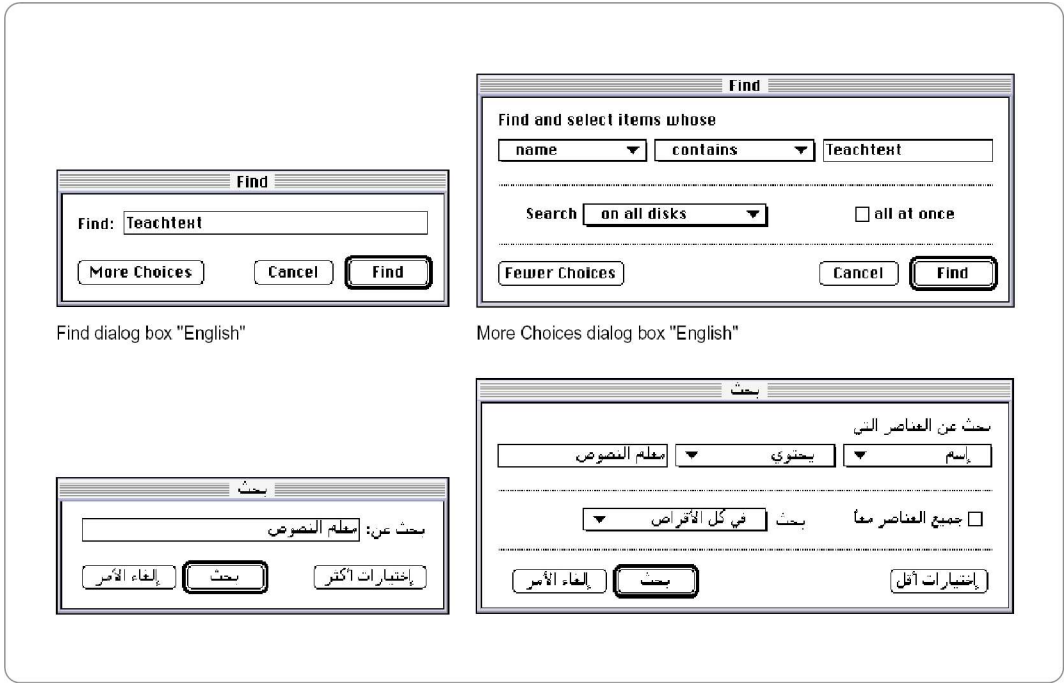 Find
Find: Teachtext
More Choices Cancel Find
Find dialog box "English"
Find
Find and select items whose
name contains Teachtext
Search on all disks all at once
Fewer Choices Cancel Find
More Choices dialog box "English"
بحث
بحث عن: معلم النصوص
إختيارات أكثر بحث إلغاء الأمر
بحث
بحث عن العناصر التي
إسم يحتوي معلم النصوص
جميع العناصر معاً بحث في كل الأقراص
إختيارات أقل بحث إلغاء الأمر